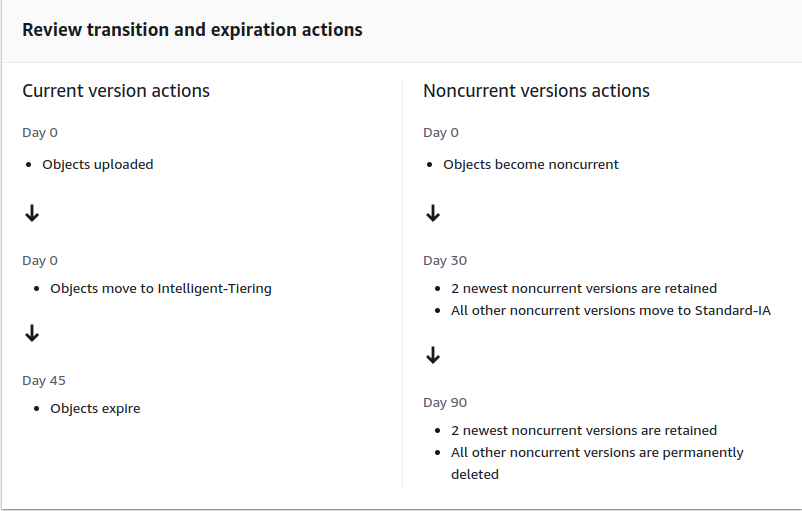 Review transition and expiration actions
Current version actions
Day 0
• Objects uploaded
↓
Day 0
• Objects move to Intelligent-Tiering
↓
Day 45
• Objects expire
Noncurrent versions actions
Day 0
• Objects become noncurrent
↓
Day 30
• 2 newest noncurrent versions are retained
• All other noncurrent versions move to Standard-IA
↓
Day 90
• 2 newest noncurrent versions are retained
• All other noncurrent versions are permanently
deleted